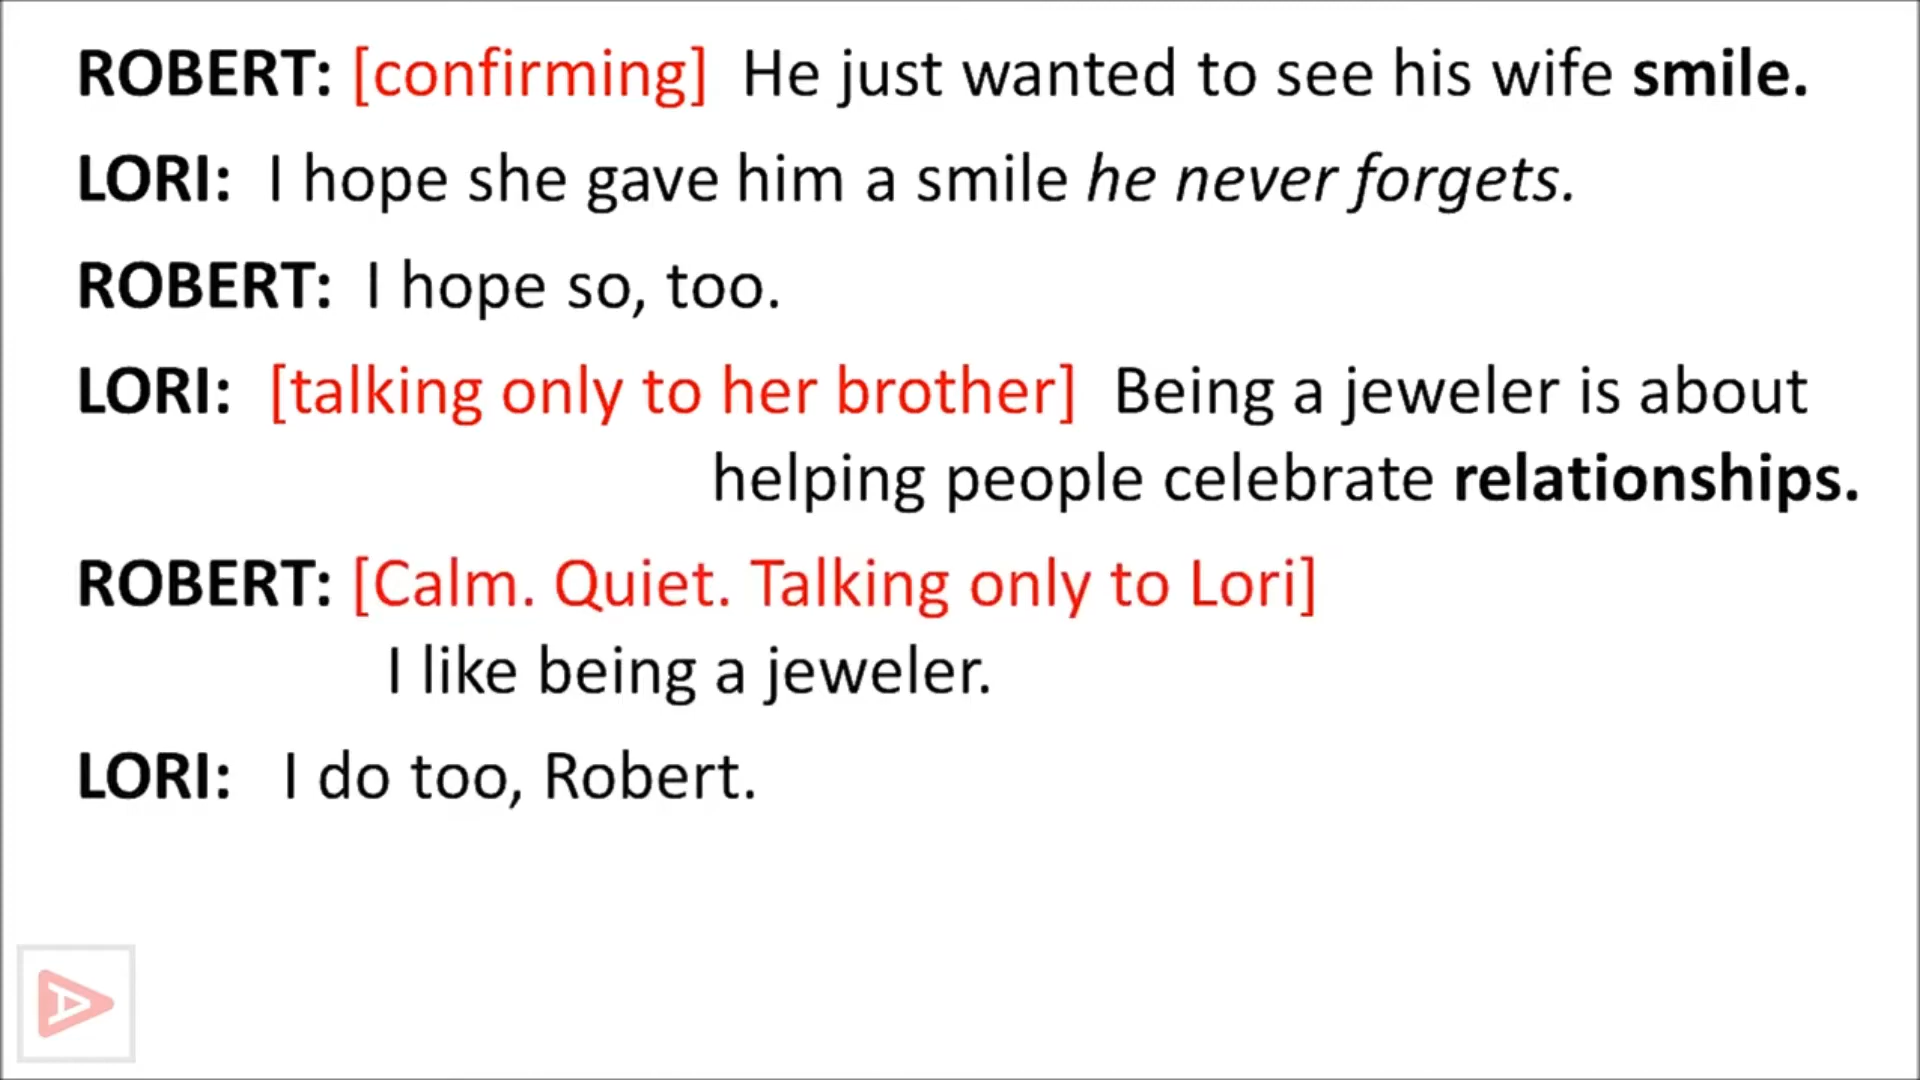 ROBERT: [confirming] He just wanted to see his wife smile.
LORI: I hope she gave him a smile he never forgets.
ROBERT: I hope so, too.
LORI: [talking only to her brother] Being a jeweler is about
helping people celebrate relationships.
ROBERT: [Calm. Quiet. Talking only to Lori]
I like being a jeweler.
LORI: I do too, Robert.